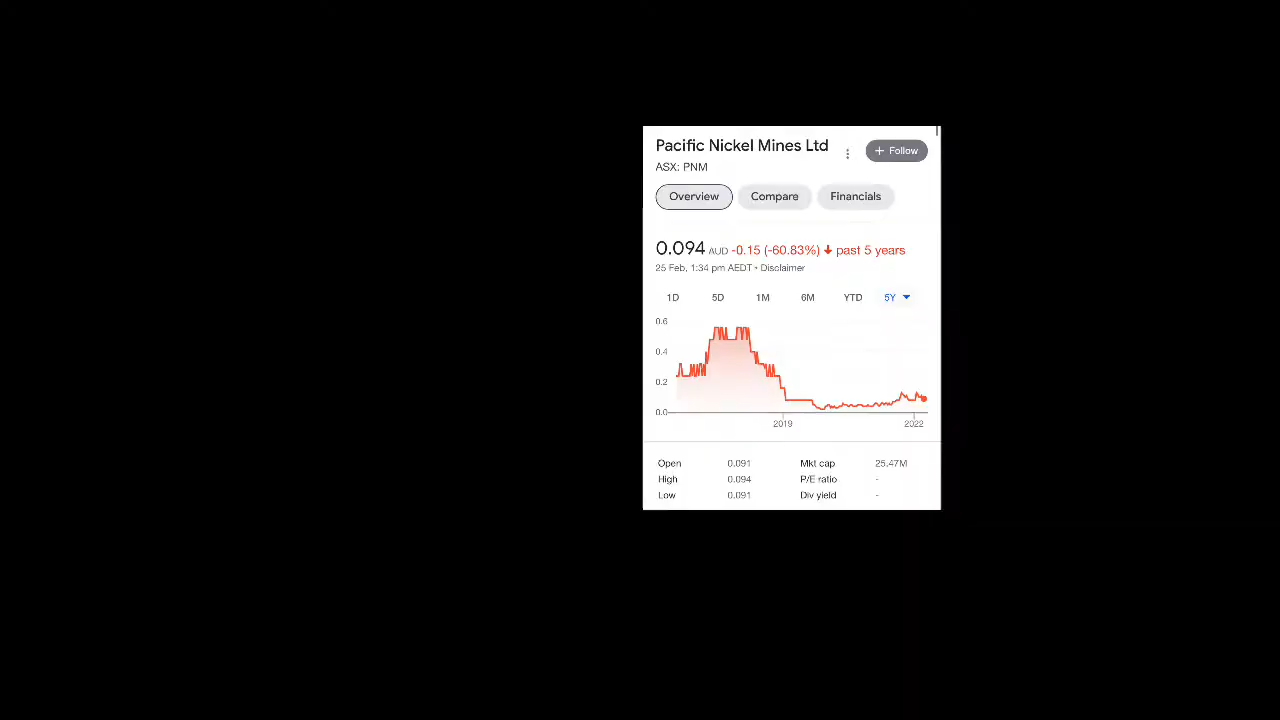 Pacific Nickel Mines Ltd
+ Follow
ASX: PNM
Overview Compare Financials
0.094 AUD -0.15 (-60.83%) ↓ past 5 years
25 Feb, 1:34 pm AEDT • Disclaimer
1D 5D 1M 6M YTD 5Y
0.6
0.4
0.2
0.0
2019 2022
Open 0.091 Mkt cap 25.47M
High 0.094 P/E ratio -
Low 0.091 Div yield -